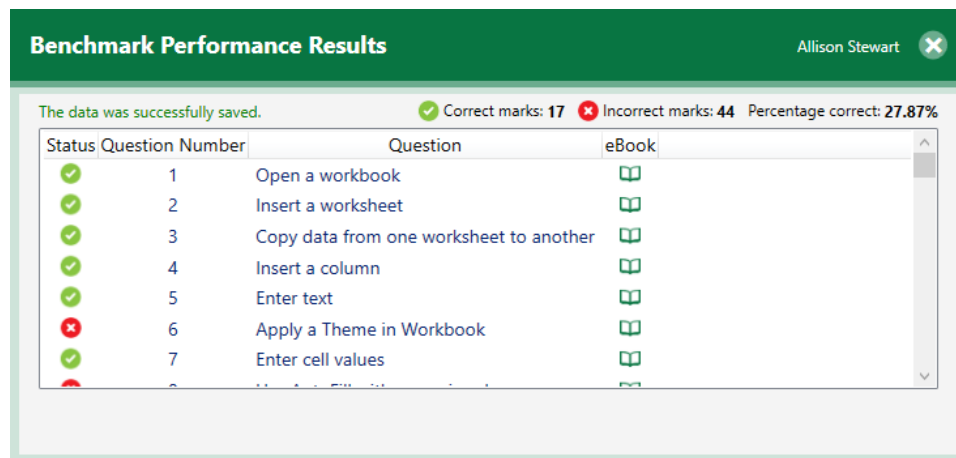 Benchmark Performance Results
Allison Stewart
The data was successfully saved.
Correct marks: 17 Incorrect marks: 44 Percentage correct: 27.87%
Status Question Number Question eBook
1 Open a workbook
2 Insert a worksheet
3 Copy data from one worksheet to another
4 Insert a column
5 Enter text
6 Apply a Theme in Workbook
7 Enter cell values